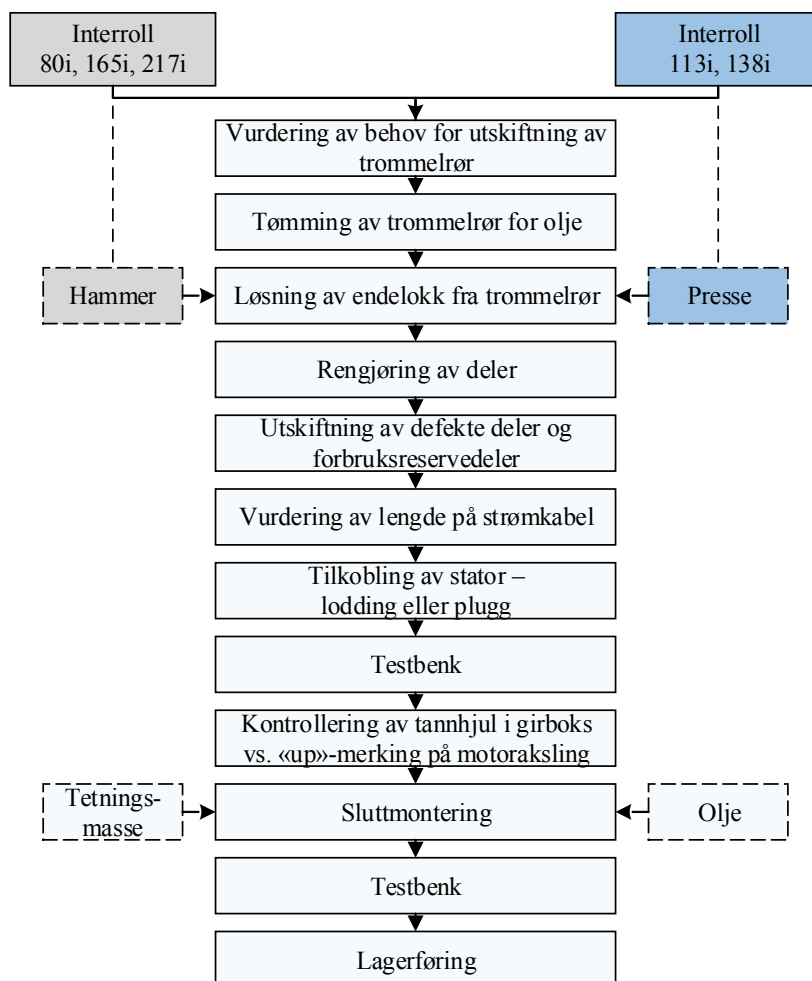 Interroll
80i, 165i, 217i
Interroll
113i, 138i
Vurdering av behov for utskiftning av
trommelrør
Tømming av trommelrør for olje
Hammer
Løsning av endelokk fra trommelrør
Presse
Rengjøring av deler
Utskiftning av defekte deler og
forbruksreservedeler
Vurdering av lengde på strømkabel
Tilkobling av stator –
lodding eller plugg
Testbenk
Kontrollering av tannhjul i girboks
vs. «up»-merking på motoraksling
Tetnings-
masse
Sluttmontering
Olje
Testbenk
Lagerføring